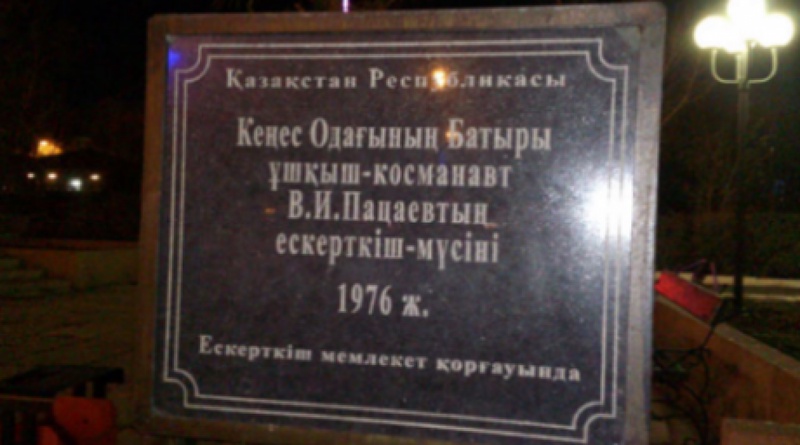 Қазақстан Республикасы
Кеңес Одағының Батыры
ұшқыш-косманавт
В.И.Пацаевтың
ескерткіш-мүсіні
1976 ж.
Ескерткіш мемлекет қорғауында